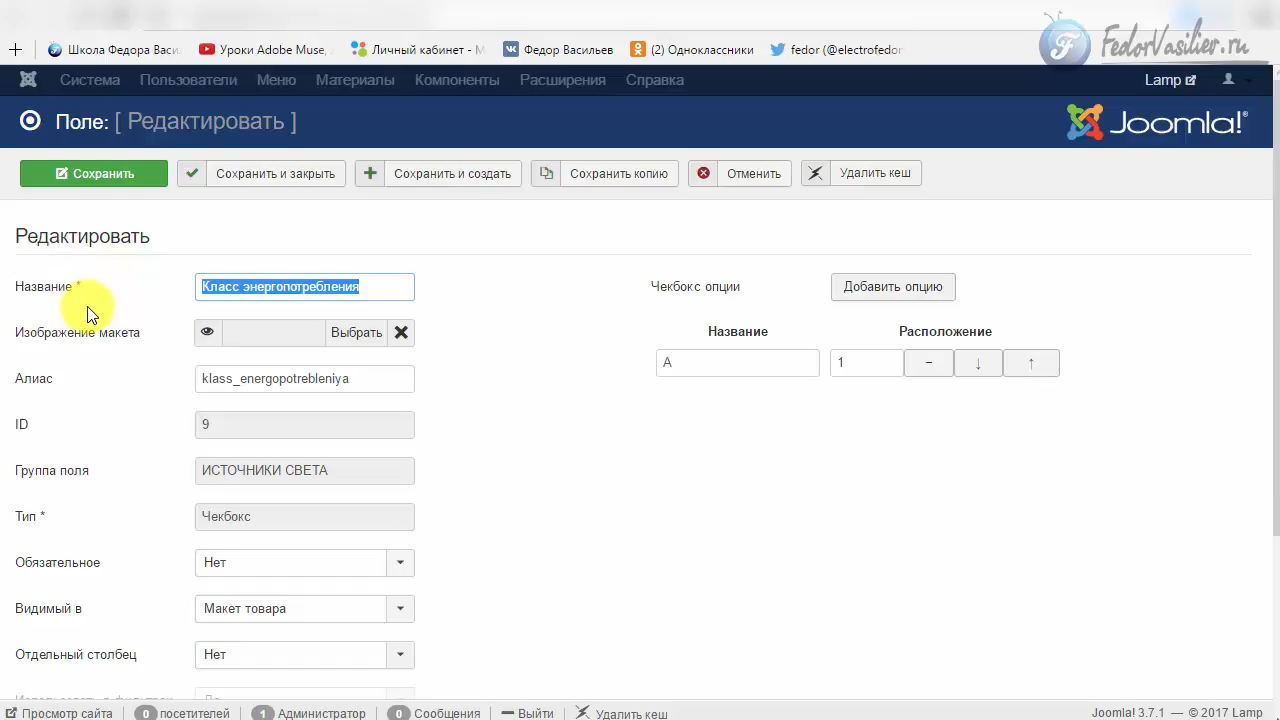 Школа Федора Васил
Уроки Adobe Muse,
Личный кабинет - М
Федор Васильев
(2) Одноклассники
fedor (@electrofedor
FedorVasiliev.ru
Система Пользователи Меню Материалы Компоненты Расширения Справка Lamp
Поле: [ Редактировать ]
Joomla!®
Сохранить
Сохранить и закрыть
Сохранить и создать
Сохранить копию
Отменить
Удалить кеш
Редактировать
Название * Класс энергопотребления
Чекбокс опции Добавить опцию
Изображение макета Выбрать
Название Расположение
A 1
Алиас klass_energopotrebleniya
ID 9
Группа поля ИСТОЧНИКИ СВЕТА
Тип * Чекбокс
Обязательное Нет
Видимый в Макет товара
Отдельный столбец Нет
Просмотр сайта 0 посетителей 1 Администратор 0 Сообщения Выйти Удалить кеш Joomla! 3.7.1 — © 2017 Lamp